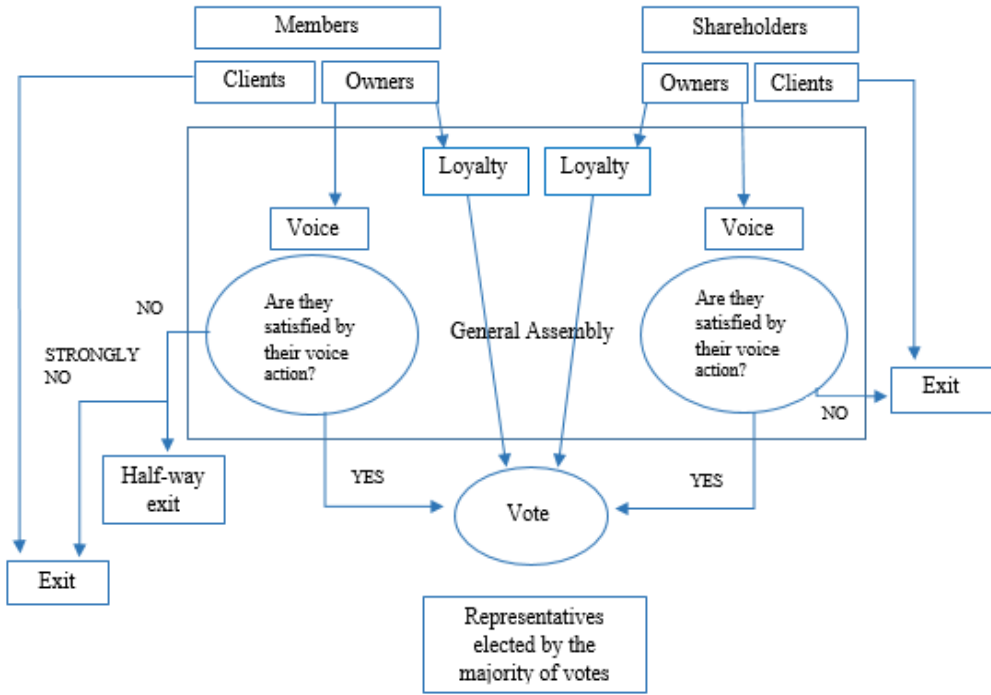 Members
Shareholders
Clients
Owners
Owners
Clients
Loyalty
Loyalty
Voice
Voice
Are they
satisfied by
their voice
action?
General Assembly
Are they
satisfied by
their voice
action?
NO
STRONGLY
NO
Exit
NO
Half-way
exit
YES
YES
Vote
Exit
Representatives
elected by the
majority of votes